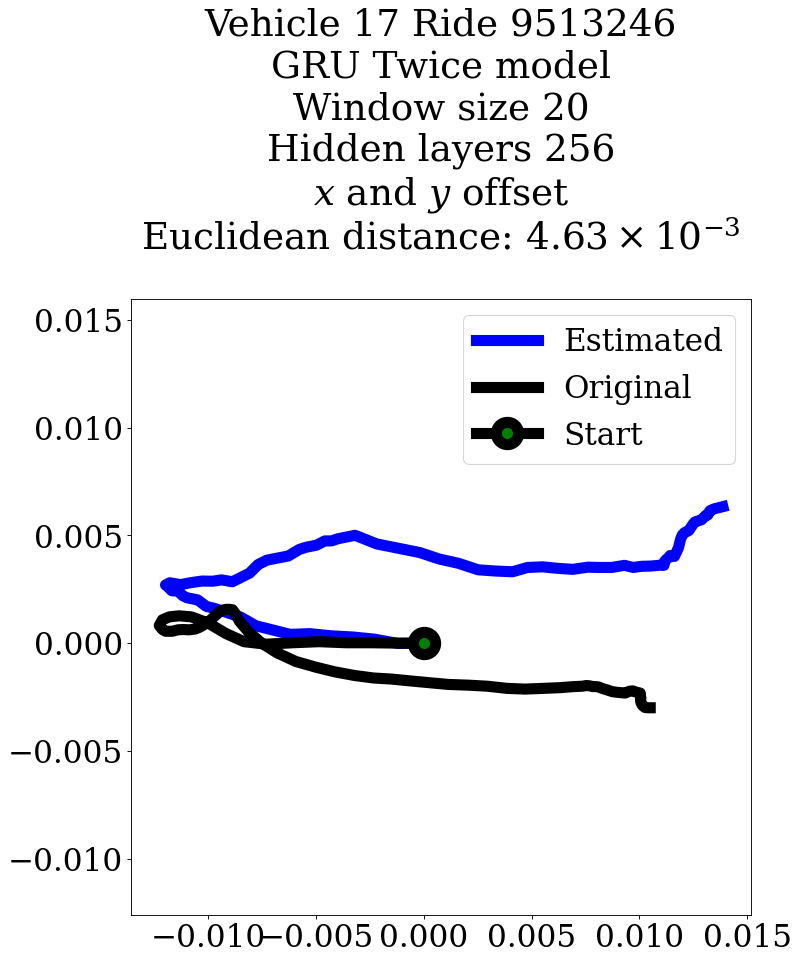 Vehicle 17 Ride 9513246
GRU Twice model
Window size 20
Hidden layers 256
x and y offset
Euclidean distance: 4.63 × 10⁻³
Estimated
Original
Start
0.015
0.010
0.005
0.000
−0.005
−0.010
−0.010 −0.005 0.000 0.005 0.010 0.015